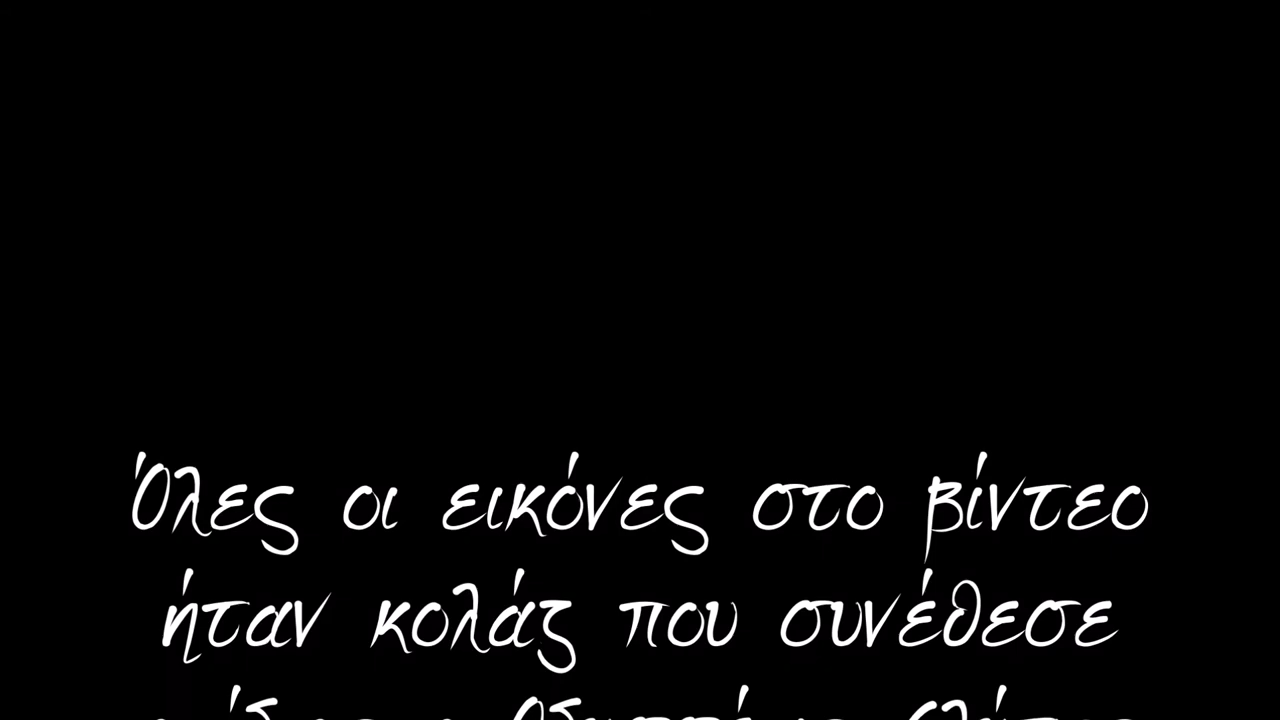 Όλες οι εικόνες στο βίντεο
ήταν κολάζ που συνέθεσε